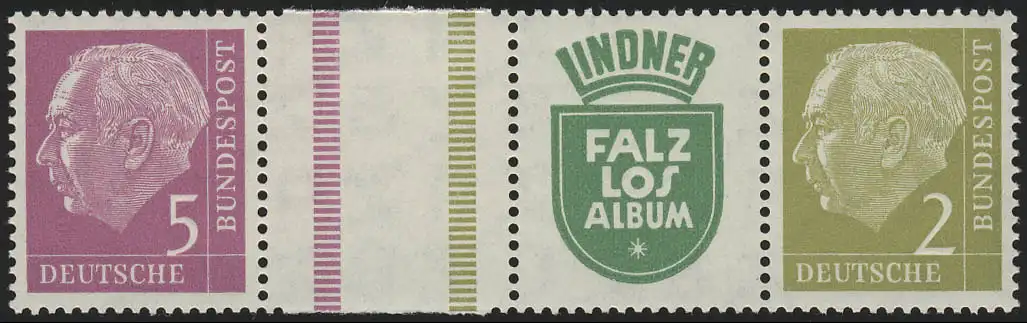 5
BUNDESPOST
DEUTSCHE
LINDNER
FALZ
LOS
ALBUM
2
BUNDESPOST
DEUTSCHE